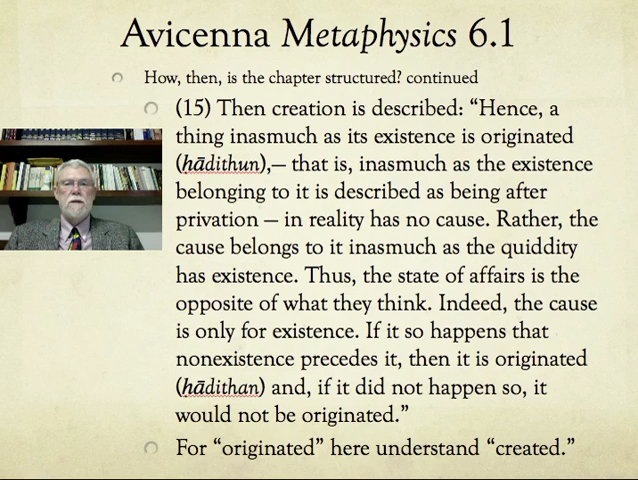 Avicenna Metaphysics 6.1
How, then, is the chapter structured? continued
(15) Then creation is described: “Hence, a
thing inasmuch as its existence is originated
(ḥādithun),— that is, inasmuch as the existence
belonging to it is described as being after
privation — in reality has no cause. Rather, the
cause belongs to it inasmuch as the quiddity
has existence. Thus, the state of affairs is the
opposite of what they think. Indeed, the cause
is only for existence. If it so happens that
nonexistence precedes it, then it is originated
(ḥādithan) and, if it did not happen so, it
would not be originated.”
For “originated” here understand “created.”